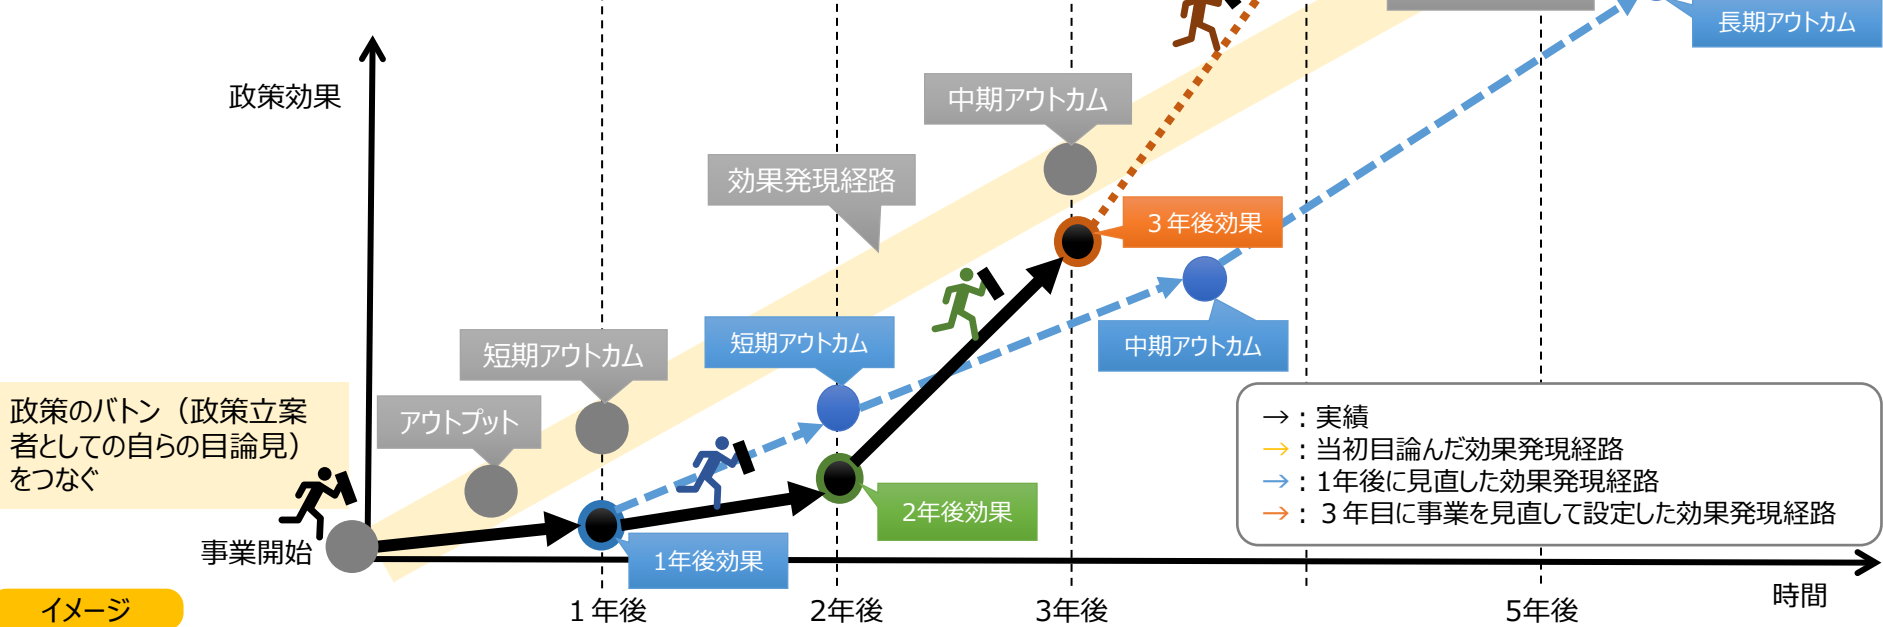 長期アウトカム
政策効果
中期アウトカム
効果発現経路
３年後効果
短期アウトカム
短期アウトカム
中期アウトカム
政策のバトン（政策立案
者としての自らの目論見）
をつなぐ
アウトプット
→：実績
→：当初目論んだ効果発現経路
→：1年後に見直した効果発現経路
→：３年目に事業を見直して設定した効果発現経路
2年後効果
事業開始
1年後効果
イメージ
１年後
2年後
3年後
5年後
時間